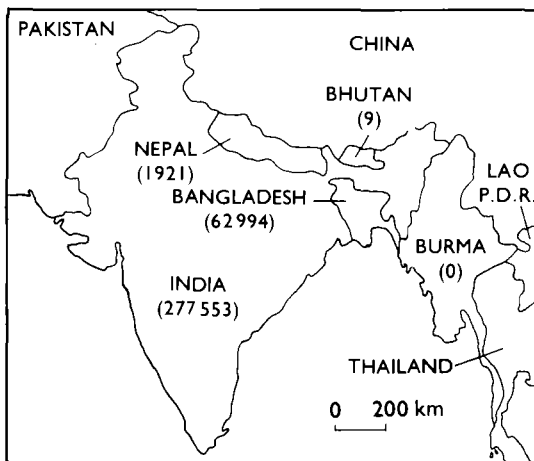 PAKISTAN
CHINA
BHUTAN
(9)
NEPAL
(1921)
LAO
P.D.R.
BANGLADESH
(62994)
BURMA
(0)
INDIA
(277553)
THAILAND
0 200 km